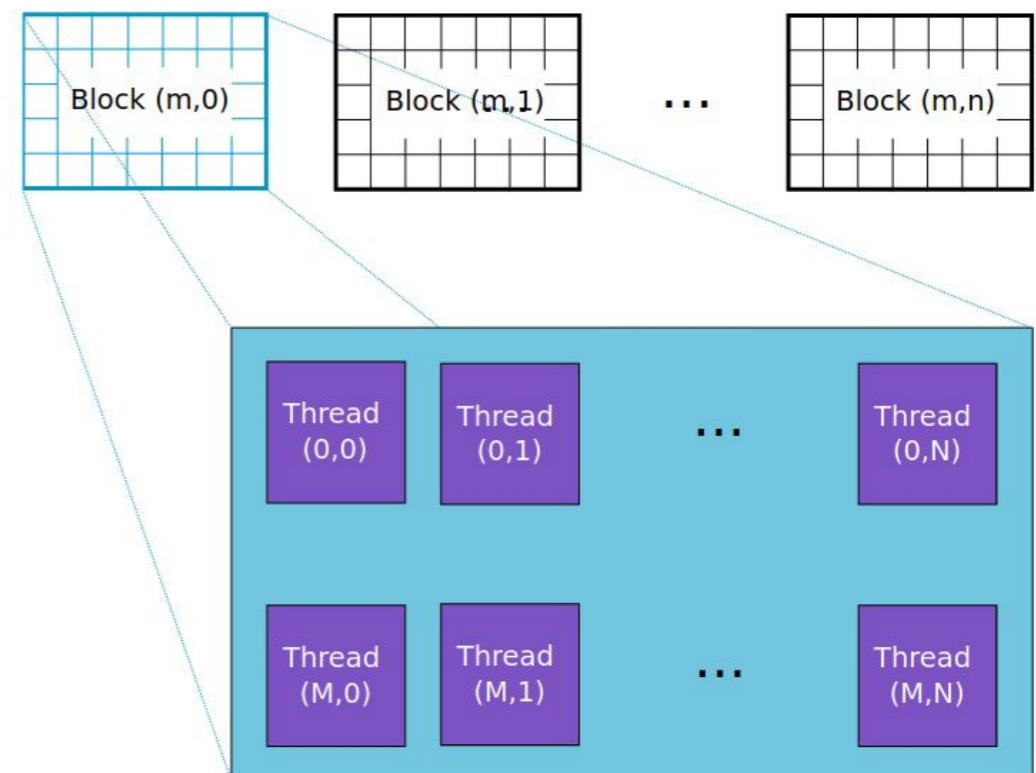 Block (m,0)
Block (m,1)
...
...
Block (m,n)
Thread
(0,0)
Thread
(0,1)
...
Thread
(0,N)
Thread
(M,0)
Thread
(M,1)
...
Thread
(M,N)